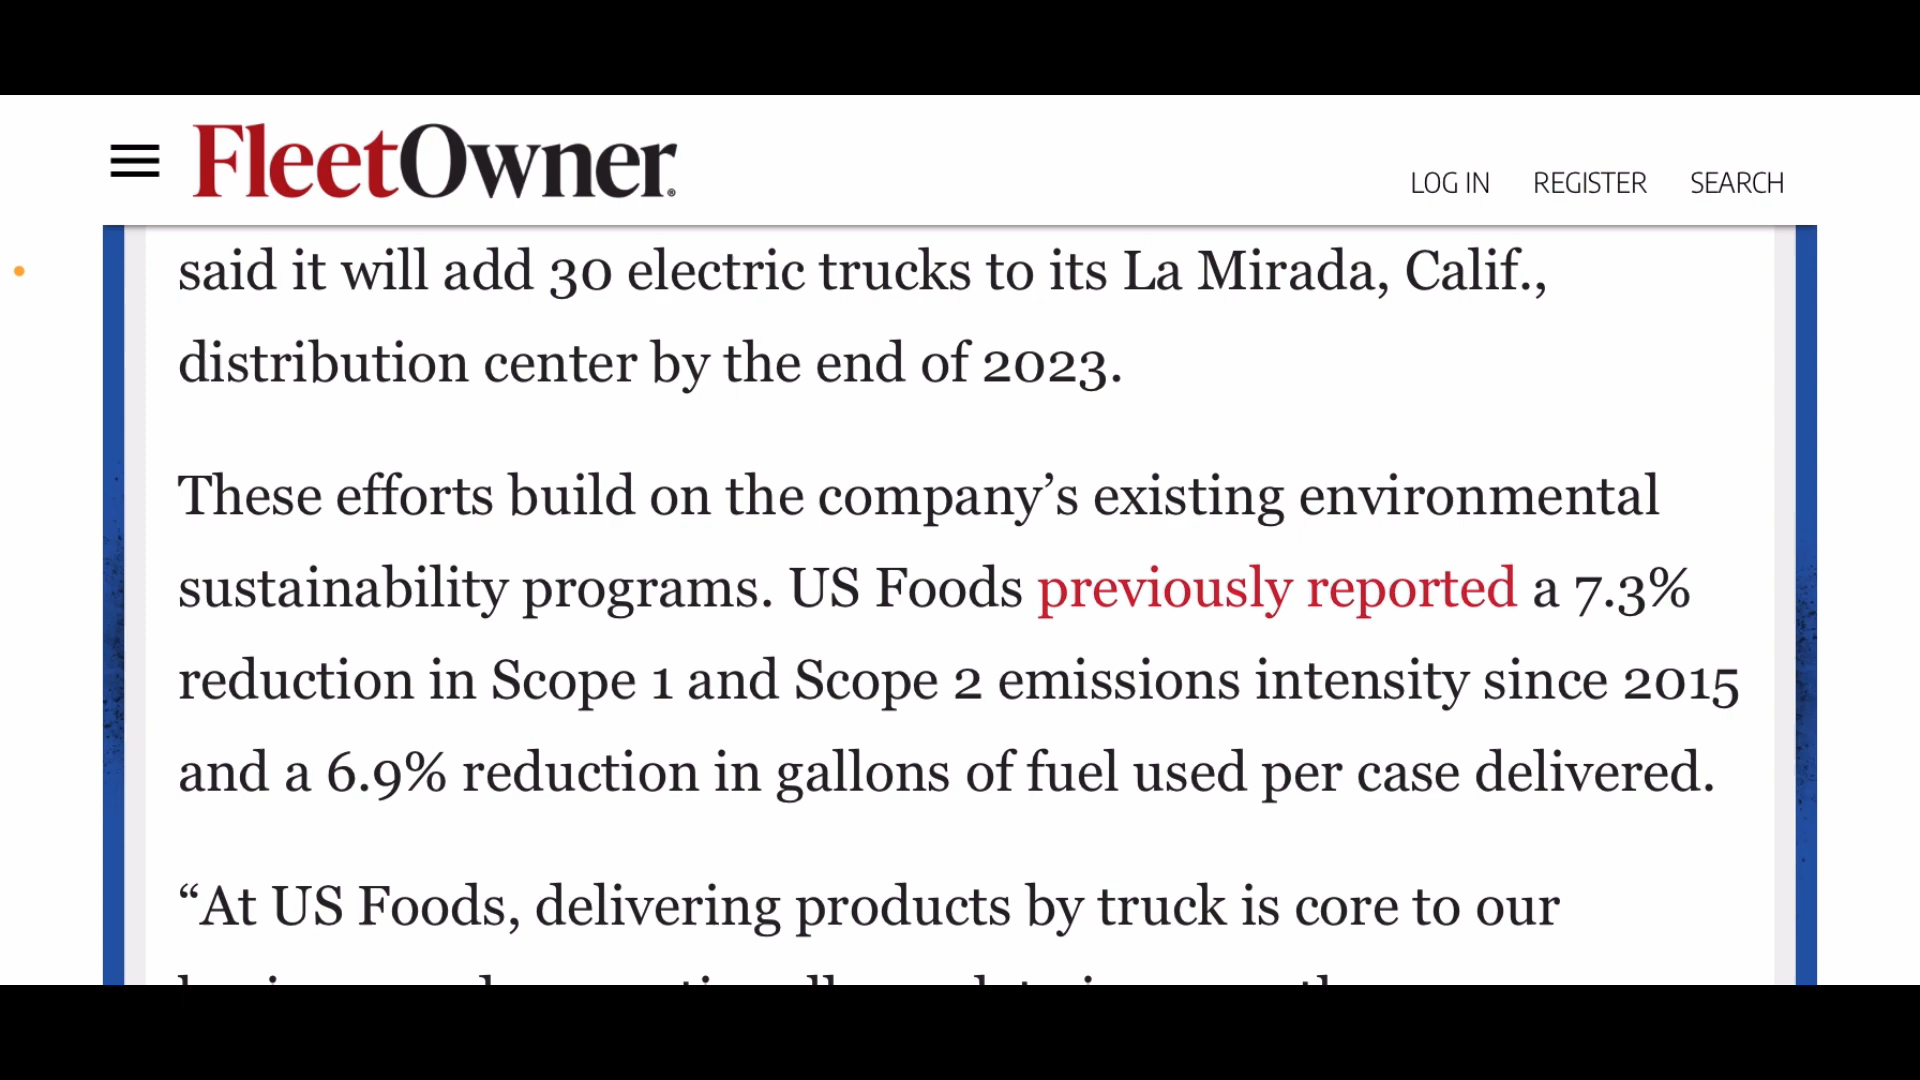 FleetOwner®
LOG IN REGISTER SEARCH
said it will add 30 electric trucks to its La Mirada, Calif.,
distribution center by the end of 2023.
These efforts build on the company’s existing environmental
sustainability programs. US Foods previously reported a 7.3%
reduction in Scope 1 and Scope 2 emissions intensity since 2015
and a 6.9% reduction in gallons of fuel used per case delivered.
“At US Foods, delivering products by truck is core to our